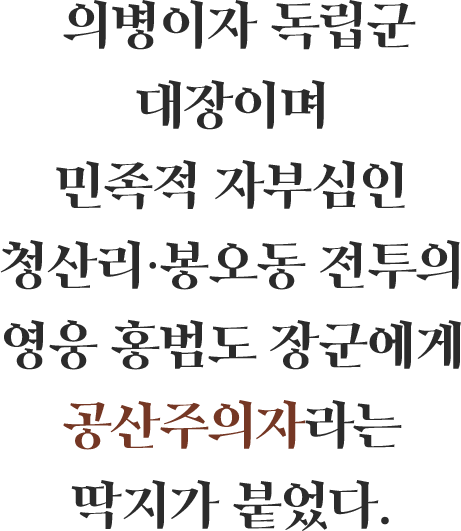 의병이자 독립군
대장이며
민족적 자부심인
청산리·봉오동 전투의
영웅 홍범도 장군에게
공산주의자라는
딱지가 붙었다.